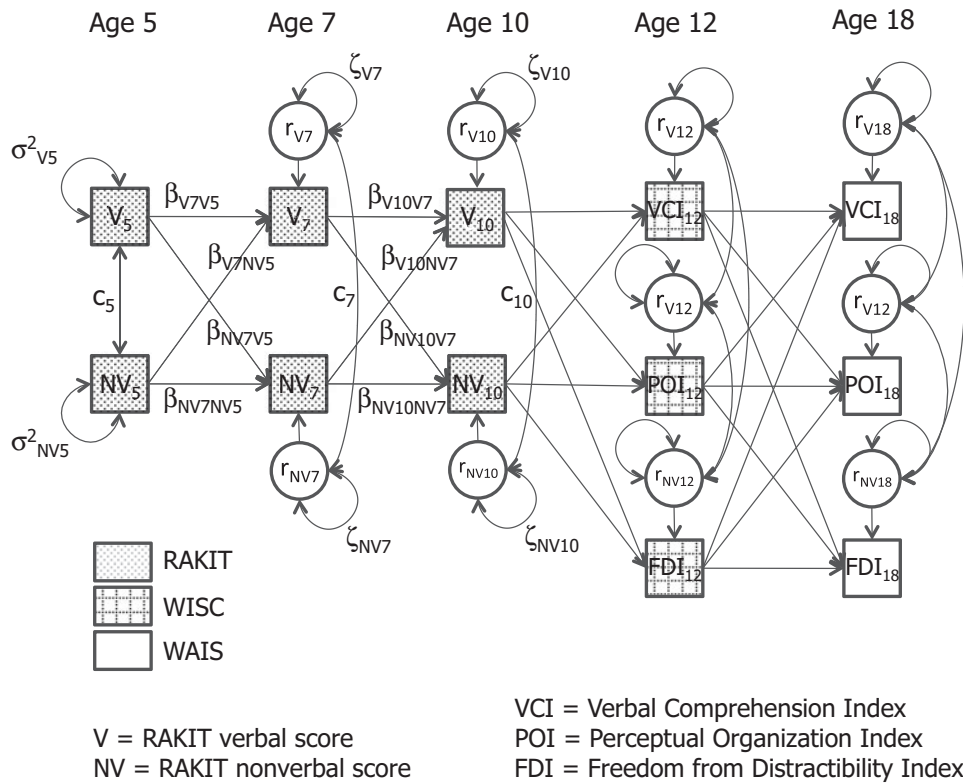 Age 5 Age 7 Age 10 Age 12 Age 18
ζV7 ζV10
rV7 rV10 rV12 rV18
σ²V5
V5 βV7V5 V7 βV10V7 V10 VCI12 VCI18
βV7NV5 βV10NV7
c5 c7 c10 rV12 rV12
βNV7V5 βNV10V7
NV5 NV7 NV10 POI12 POI18
βNV7NV5 βNV10NV7
σ²NV5
rNV7 rNV10 rNV12 rNV18
ζNV7 ζNV10
FDI12 FDI18
RAKIT
WISC
WAIS
V = RAKIT verbal score
NV = RAKIT nonverbal score
VCI = Verbal Comprehension Index
POI = Perceptual Organization Index
FDI = Freedom from Distractibility Index